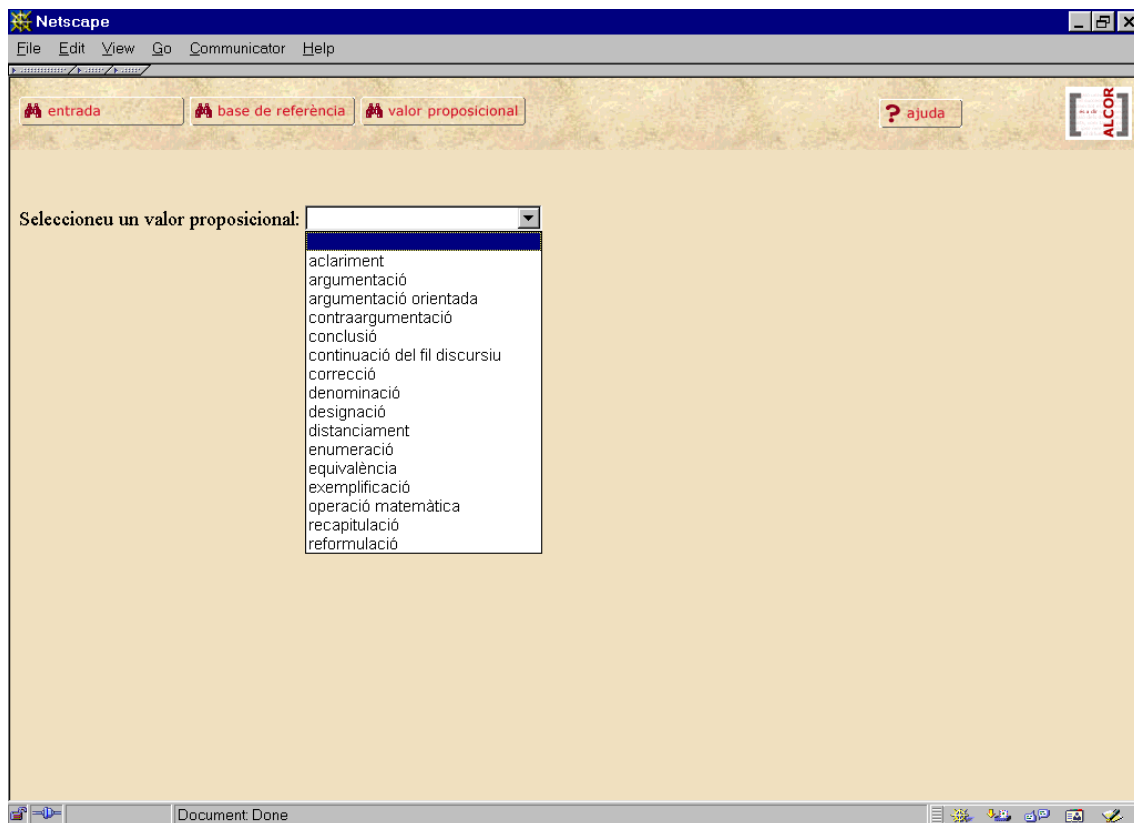 Netscape
File Edit View Go Communicator Help
entrada base de referència valor proposicional ? ajuda ALCOR
Seleccioneu un valor proposicional:
aclariment
argumentació
argumentació orientada
contraargumentació
conclusió
continuació del fil discursiu
correcció
denominació
designació
distanciament
enumeració
equivalència
exemplificació
operació matemàtica
recapitulació
reformulació
Document: Done